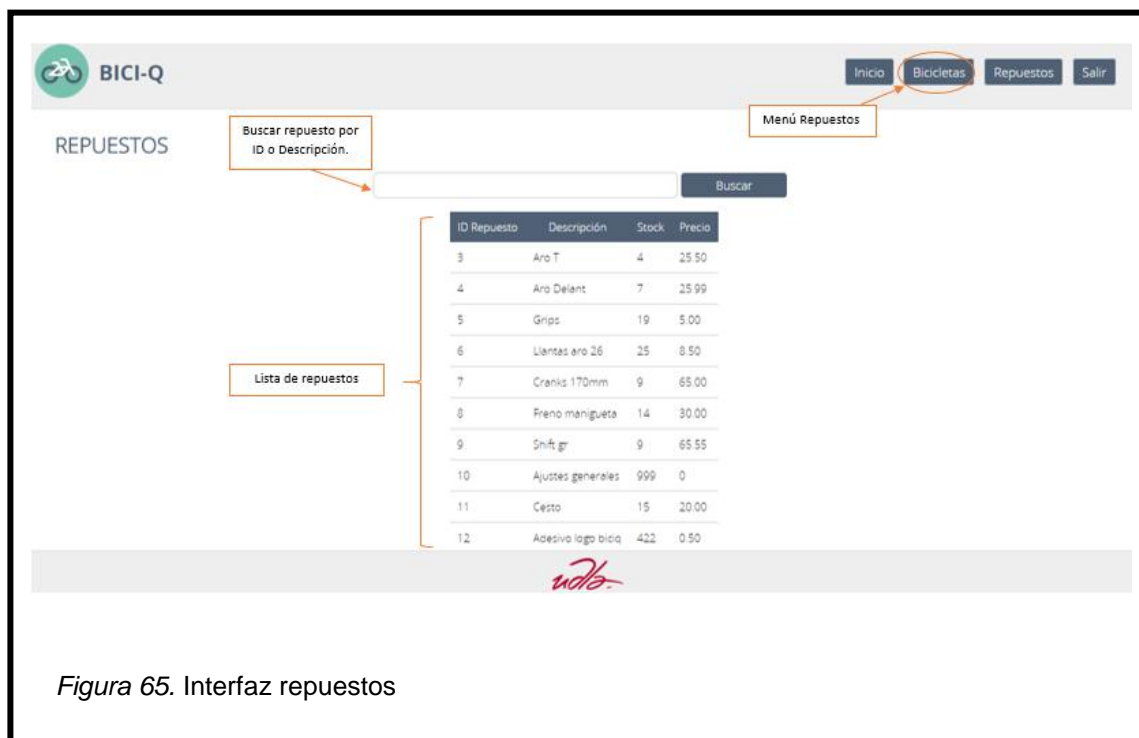 BICI-Q
Inicio Bicicletas Repuestos Salir
Menú Repuestos
REPUESTOS
Buscar repuesto por
ID o Descripción.
Buscar
ID Repuesto Descripción Stock Precio
3 Aro T 4 25.50
4 Aro Delant 7 25.99
5 Grips 19 5.00
6 Llantas aro 26 25 8.50
7 Cranks 170mm 9 65.00
Lista de repuestos
8 Freno manigueta 14 30.00
9 Shift gr 9 65.55
10 Ajustes generales 999 0
11 Cesto 15 20.00
12 Adesivo logo biciq 422 0.50
udla-
Figura 65. Interfaz repuestos